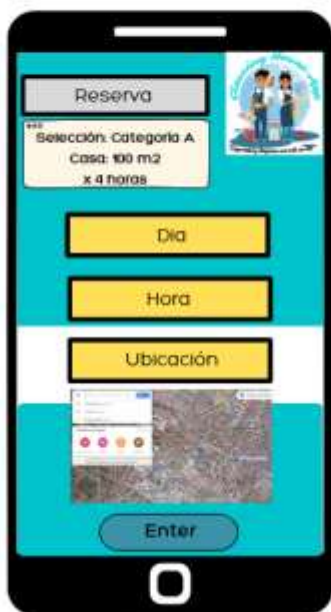 Reserva
Selección: Categoría A
Casa: 100 m2
x 4 horas
Dia
Hora
Ubicación
Enter